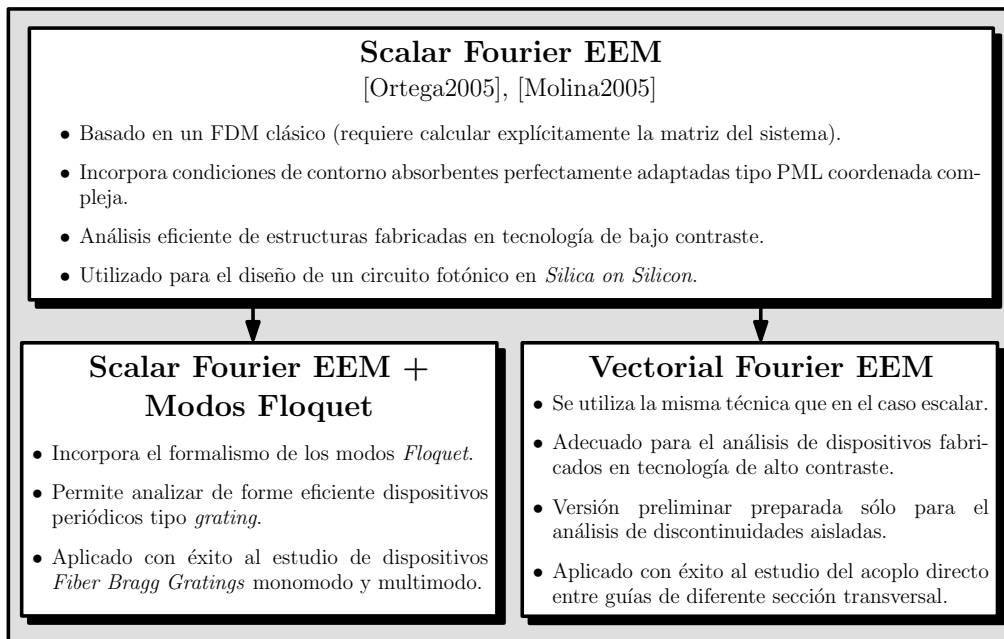 Scalar Fourier EEM
[Ortega2005], [Molina2005]
• Basado en un FDM clásico (requiere calcular explícitamente la matriz del sistema).
• Incorpora condiciones de contorno absorbentes perfectamente adaptadas tipo PML coordenada com-
pleja.
• Análisis eficiente de estructuras fabricadas en tecnología de bajo contraste.
• Utilizado para el diseño de un circuito fotónico en Silica on Silicon.
Scalar Fourier EEM +
Modos Floquet
• Incorpora el formalismo de los modos Floquet.
• Permite analizar de forme eficiente dispositivos
periódicos tipo grating.
• Aplicado con éxito al estudio de dispositivos
Fiber Bragg Gratings monomodo y multimodo.
Vectorial Fourier EEM
• Se utiliza la misma técnica que en el caso escalar.
• Adecuado para el análisis de dispositivos fabri-
cados en tecnología de alto contraste.
• Versión preliminar preparada sólo para el
análisis de discontinuidades aisladas.
• Aplicado con éxito al estudio del acoplo directo
entre guías de diferente sección transversal.